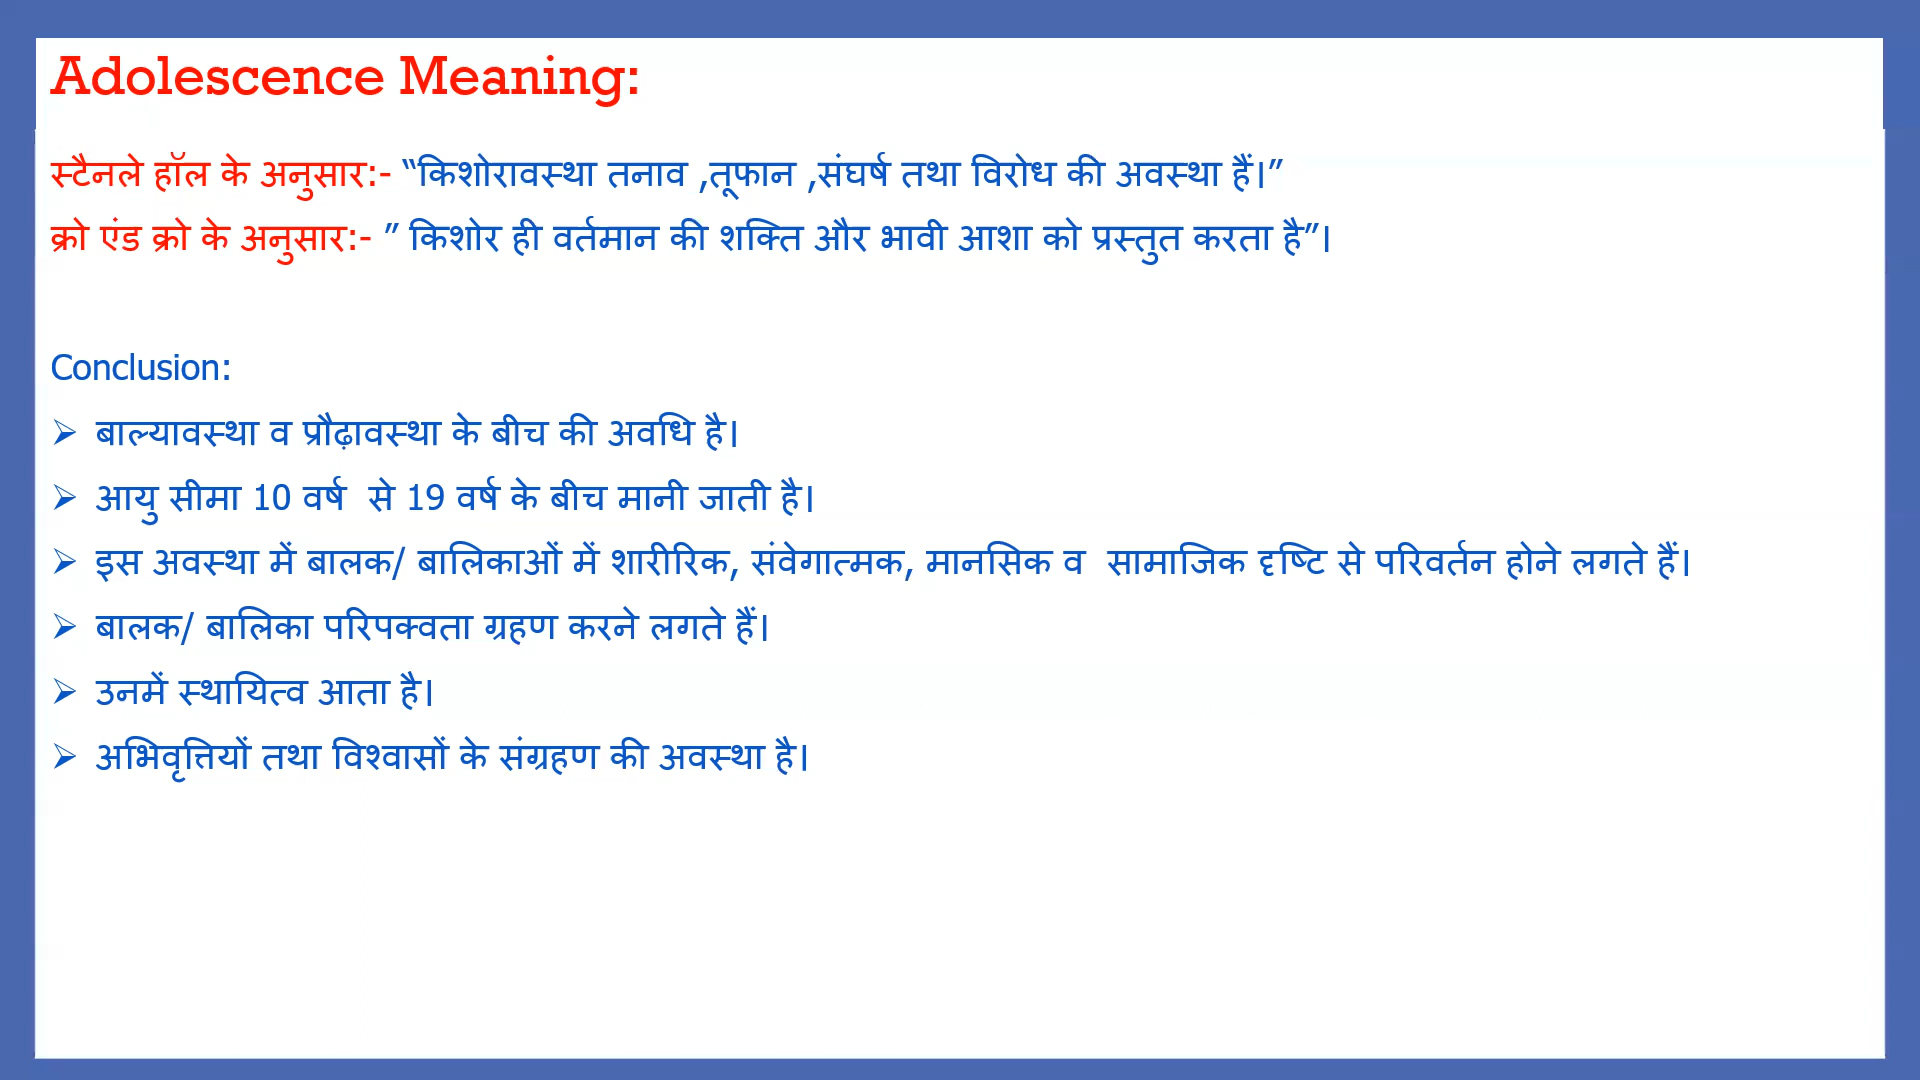 Adolescence Meaning:
स्टैनले हॉल के अनुसार:- “किशोरावस्था तनाव ,तूफान ,संघर्ष तथा विरोध की अवस्था हैं।”
क्रो एंड क्रो के अनुसार:- ” किशोर ही वर्तमान की शक्ति और भावी आशा को प्रस्तुत करता है”।
Conclusion:
➢ बाल्यावस्था व प्रौढ़ावस्था के बीच की अवधि है।
➢ आयु सीमा 10 वर्ष  से 19 वर्ष के बीच मानी जाती है।
➢ इस अवस्था में बालक/ बालिकाओं में शारीरिक, संवेगात्मक, मानसिक व  सामाजिक दृष्टि से परिवर्तन होने लगते हैं।
➢ बालक/ बालिका परिपक्वता ग्रहण करने लगते हैं।
➢ उनमें स्थायित्व आता है।
➢ अभिवृत्तियों तथा विश्वासों के संग्रहण की अवस्था है।